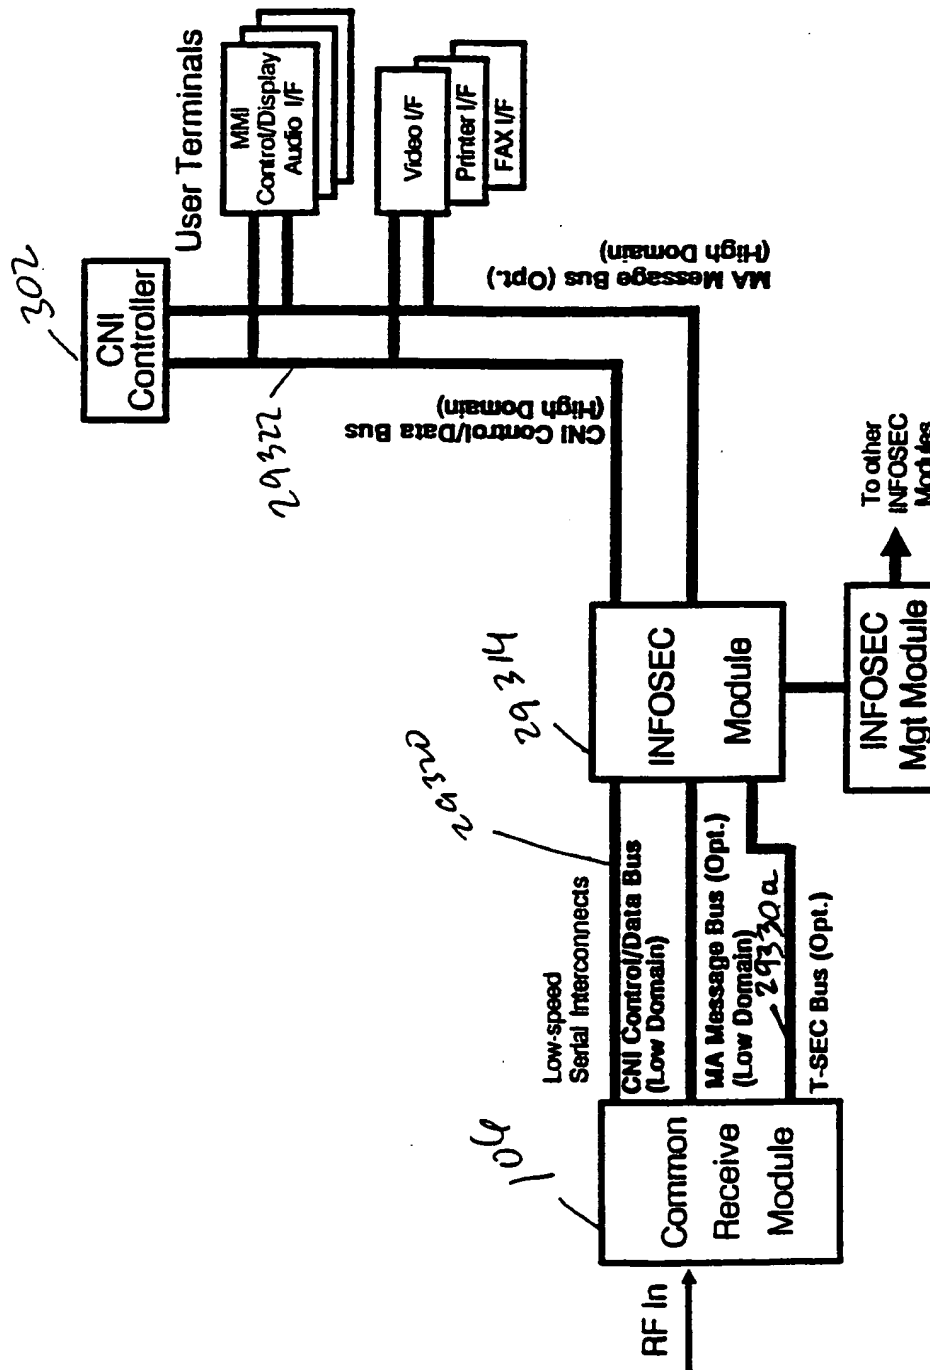 302
CNI
Controller
User Terminals
MMI
Control/Display
Audio I/F
Video I/F
Printer I/F
FAX I/F
29322
CNI Control/Data Bus
(High Domain)
MA Message Bus (Opt.)
(High Domain)
29320
29314
INFOSEC
Module
INFOSEC
Mgt Module
To other
INFOSEC
Modules
Low-speed
Serial Interconnects
CNI Control/Data Bus
(Low Domain)
MA Message Bus (Opt.)
(Low Domain)
29330a
T-SEC Bus (Opt.)
104
Common
Receive
Module
RF In